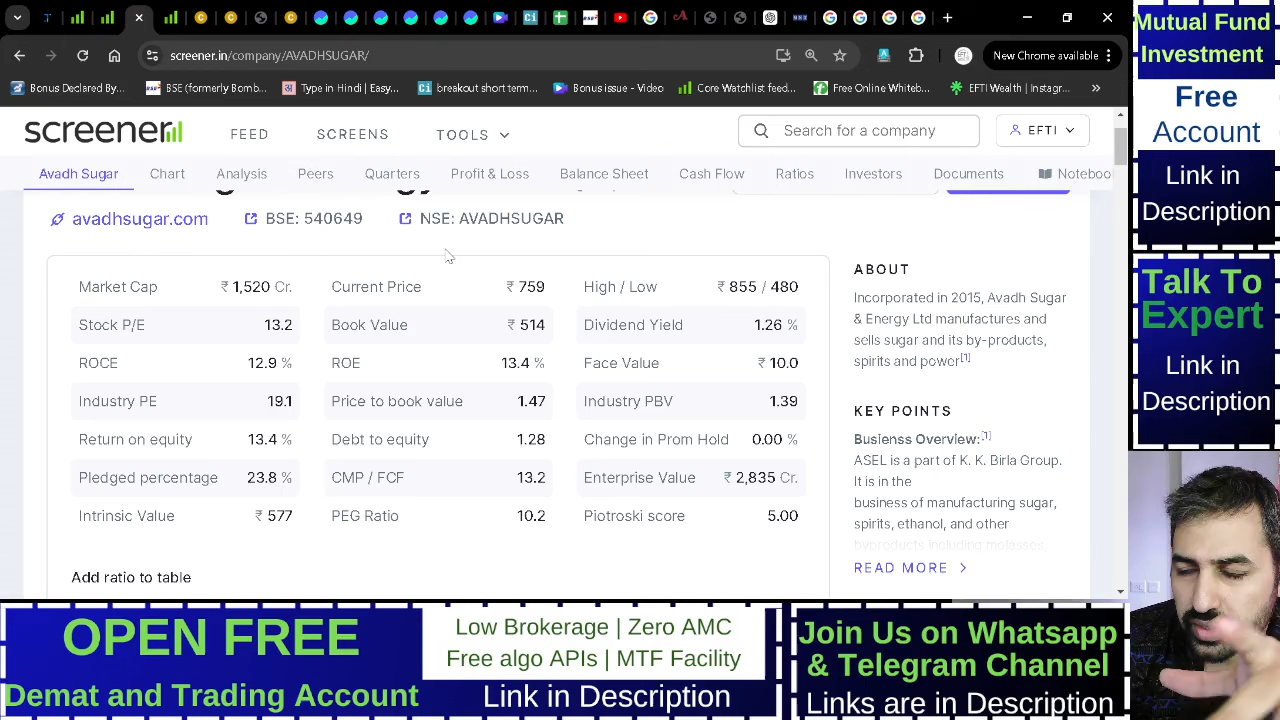 T
Ci
New Chrome available
screener.in/company/AVADHSUGAR/
Bonus Declared By...
BSE (formerly Bomb...
Type in Hindi | Easy...
breakout short term...
Bonus issue - Video
Core Watchlist feed...
Free Online Whiteb...
EFTI Wealth | Instagr...
»
screener
FEED
SCREENS
TOOLS
Search for a company
EFTI
Avadh Sugar
Chart
Analysis
Peers
Quarters
Profit & Loss
Balance Sheet
Cash Flow
Ratios
Investors
Documents
Noteboo
avadhsugar.com
BSE: 540649
NSE: AVADHSUGAR
Market Cap ₹ 1,520 Cr.
Current Price ₹ 759
High / Low ₹ 855 / 480
Stock P/E 13.2
Book Value ₹ 514
Dividend Yield 1.26 %
ROCE 12.9 %
ROE 13.4 %
Face Value ₹ 10.0
Industry PE 19.1
Price to book value 1.47
Industry PBV 1.39
Return on equity 13.4 %
Debt to equity 1.28
Change in Prom Hold 0.00 %
Pledged percentage 23.8 %
CMP / FCF 13.2
Enterprise Value ₹ 2,835 Cr.
Intrinsic Value ₹ 577
PEG Ratio 10.2
Piotroski score 5.00
Add ratio to table
ABOUT
Incorporated in 2015, Avadh Sugar
& Energy Ltd manufactures and
sells sugar and its by-products,
spirits and power[1]
KEY POINTS
Busienss Overview:[1]
ASEL is a part of K. K. Birla Group.
It is in the
business of manufacturing sugar,
spirits, ethanol, and other
byproducts including molasses,
READ MORE
Mutual Fund
Investment
Free
Account
Link in
Description
Talk To
Expert
Link in
Description
OPEN FREE
Demat and Trading Account
Low Brokerage | Zero AMC
Free algo APIs | MTF Facility
Link in Description
Join Us on Whatsapp
& Telegram Channel
Links are in Description